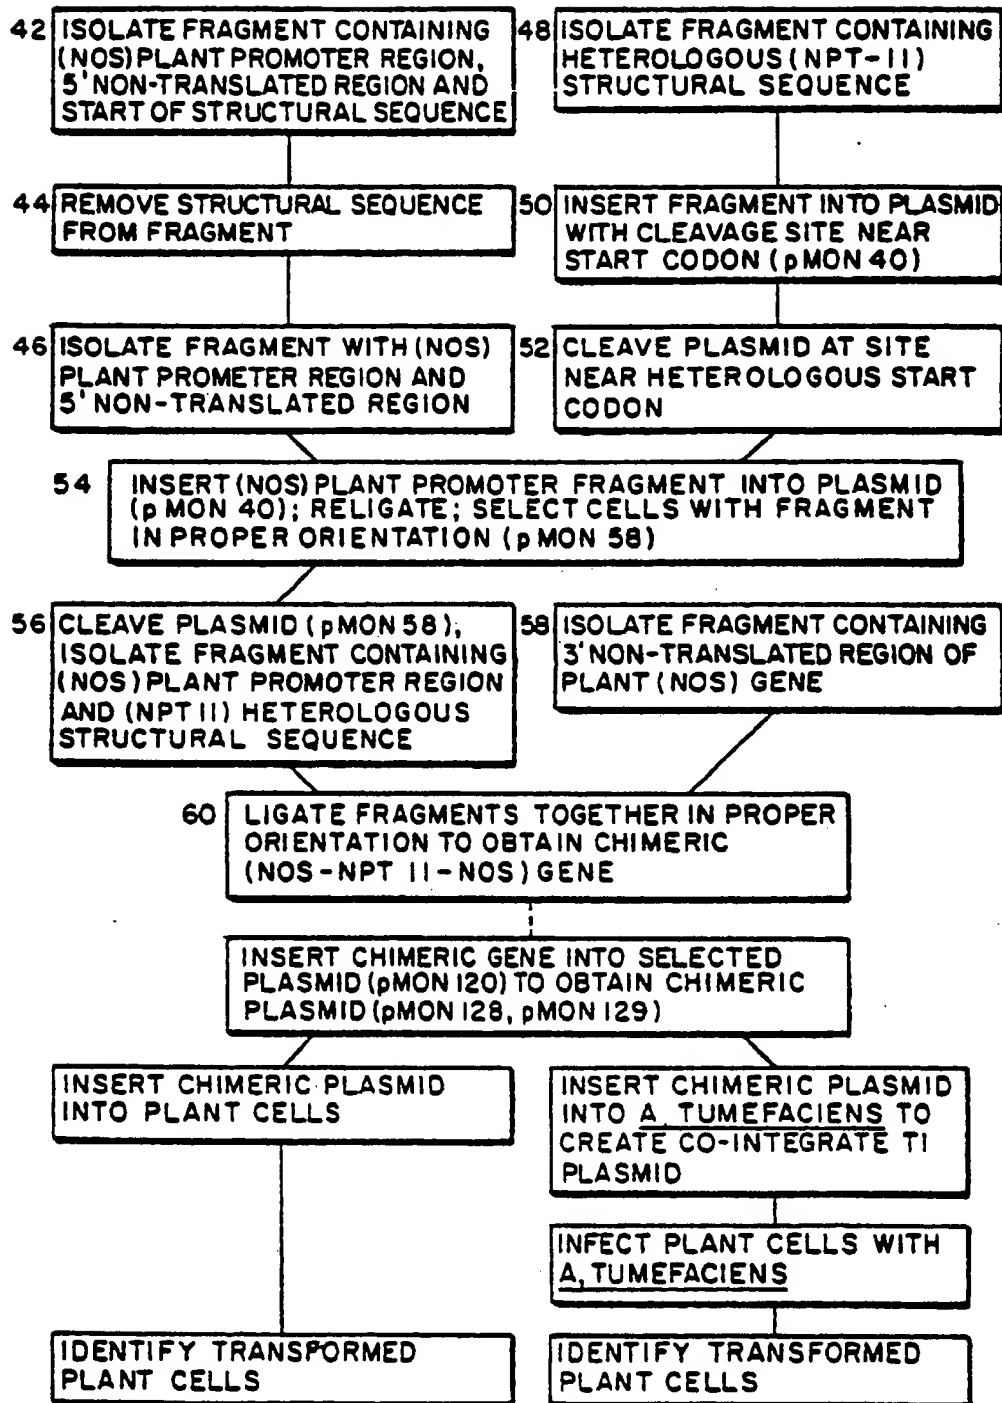 42 ISOLATE FRAGMENT CONTAINING
(NOS) PLANT PROMOTER REGION,
5' NON-TRANSLATED REGION AND
START OF STRUCTURAL SEQUENCE
48 ISOLATE FRAGMENT CONTAINING
HETEROLOGOUS (NPT-II)
STRUCTURAL SEQUENCE
44 REMOVE STRUCTURAL SEQUENCE
FROM FRAGMENT
50 INSERT FRAGMENT INTO PLASMID
WITH CLEAVAGE SITE NEAR
START CODON (pMON 40)
46 ISOLATE FRAGMENT WITH (NOS)
PLANT PROMETER REGION AND
5' NON-TRANSLATED REGION
52 CLEAVE PLASMID AT SITE
NEAR HETEROLOGOUS START
CODON
54 INSERT (NOS) PLANT PROMOTER FRAGMENT INTO PLASMID
(pMON 40); RELIGATE; SELECT CELLS WITH FRAGMENT
IN PROPER ORIENTATION (pMON 58)
56 CLEAVE PLASMID (pMON 58),
ISOLATE FRAGMENT CONTAINING
(NOS) PLANT PROMOTER REGION
AND (NPT II) HETEROLOGOUS
STRUCTURAL SEQUENCE
58 ISOLATE FRAGMENT CONTAINING
3' NON-TRANSLATED REGION OF
PLANT (NOS) GENE
60 LIGATE FRAGMENTS TOGETHER IN PROPER
ORIENTATION TO OBTAIN CHIMERIC
(NOS-NPT II-NOS) GENE
INSERT CHIMERIC GENE INTO SELECTED
PLASMID (pMON 120) TO OBTAIN CHIMERIC
PLASMID (pMON 128, pMON 129)
INSERT CHIMERIC PLASMID
INTO PLANT CELLS
INSERT CHIMERIC PLASMID
INTO A. TUMEFACIENS TO
CREATE CO-INTEGRATE TI
PLASMID
INFECT PLANT CELLS WITH
A. TUMEFACIENS
IDENTIFY TRANSFORMED
PLANT CELLS
IDENTIFY TRANSFORMED
PLANT CELLS